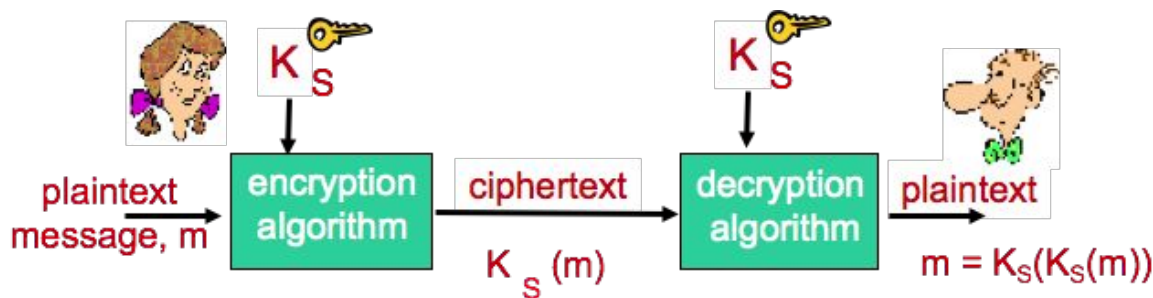 K S
K S
plaintext
message, m
encryption
algorithm
ciphertext
K S (m)
decryption
algorithm
plaintext
m = KS(KS(m))